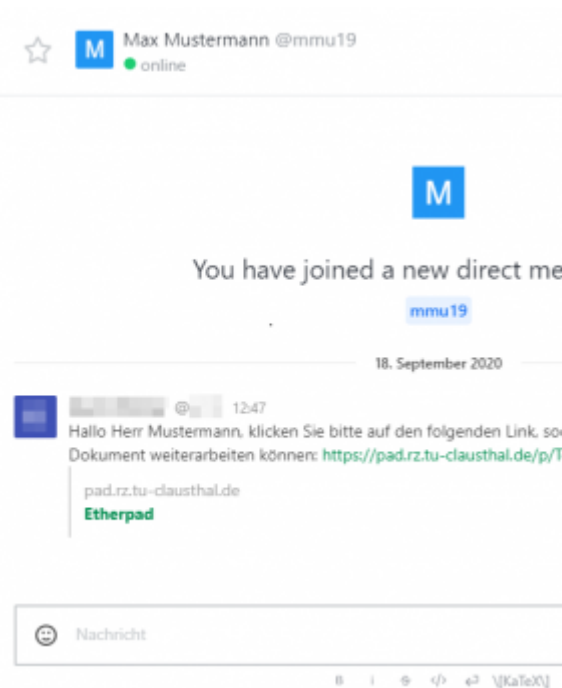 M Max Mustermann @mmu19
online
M
You have joined a new direct me
mmu19
18. September 2020
@ 12:47
Hallo Herr Mustermann, klicken Sie bitte auf den folgenden Link, so
Dokument weiterarbeiten können: https://pad.rz.tu-clausthal.de/p/T
pad.rz.tu-clausthal.de
Etherpad
Nachricht
B i S </> \[KaTeX\]